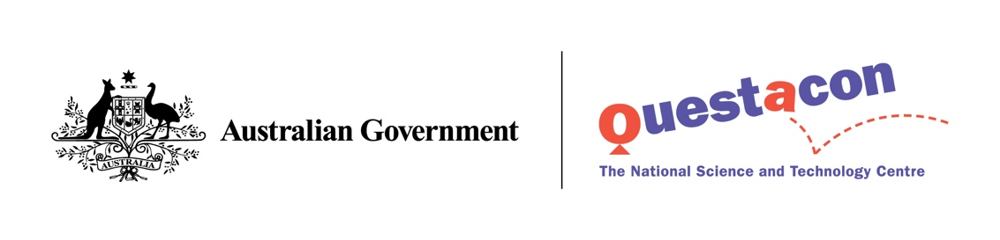 AUSTRALIA
Australian Government
Questacon
The National Science and Technology Centre